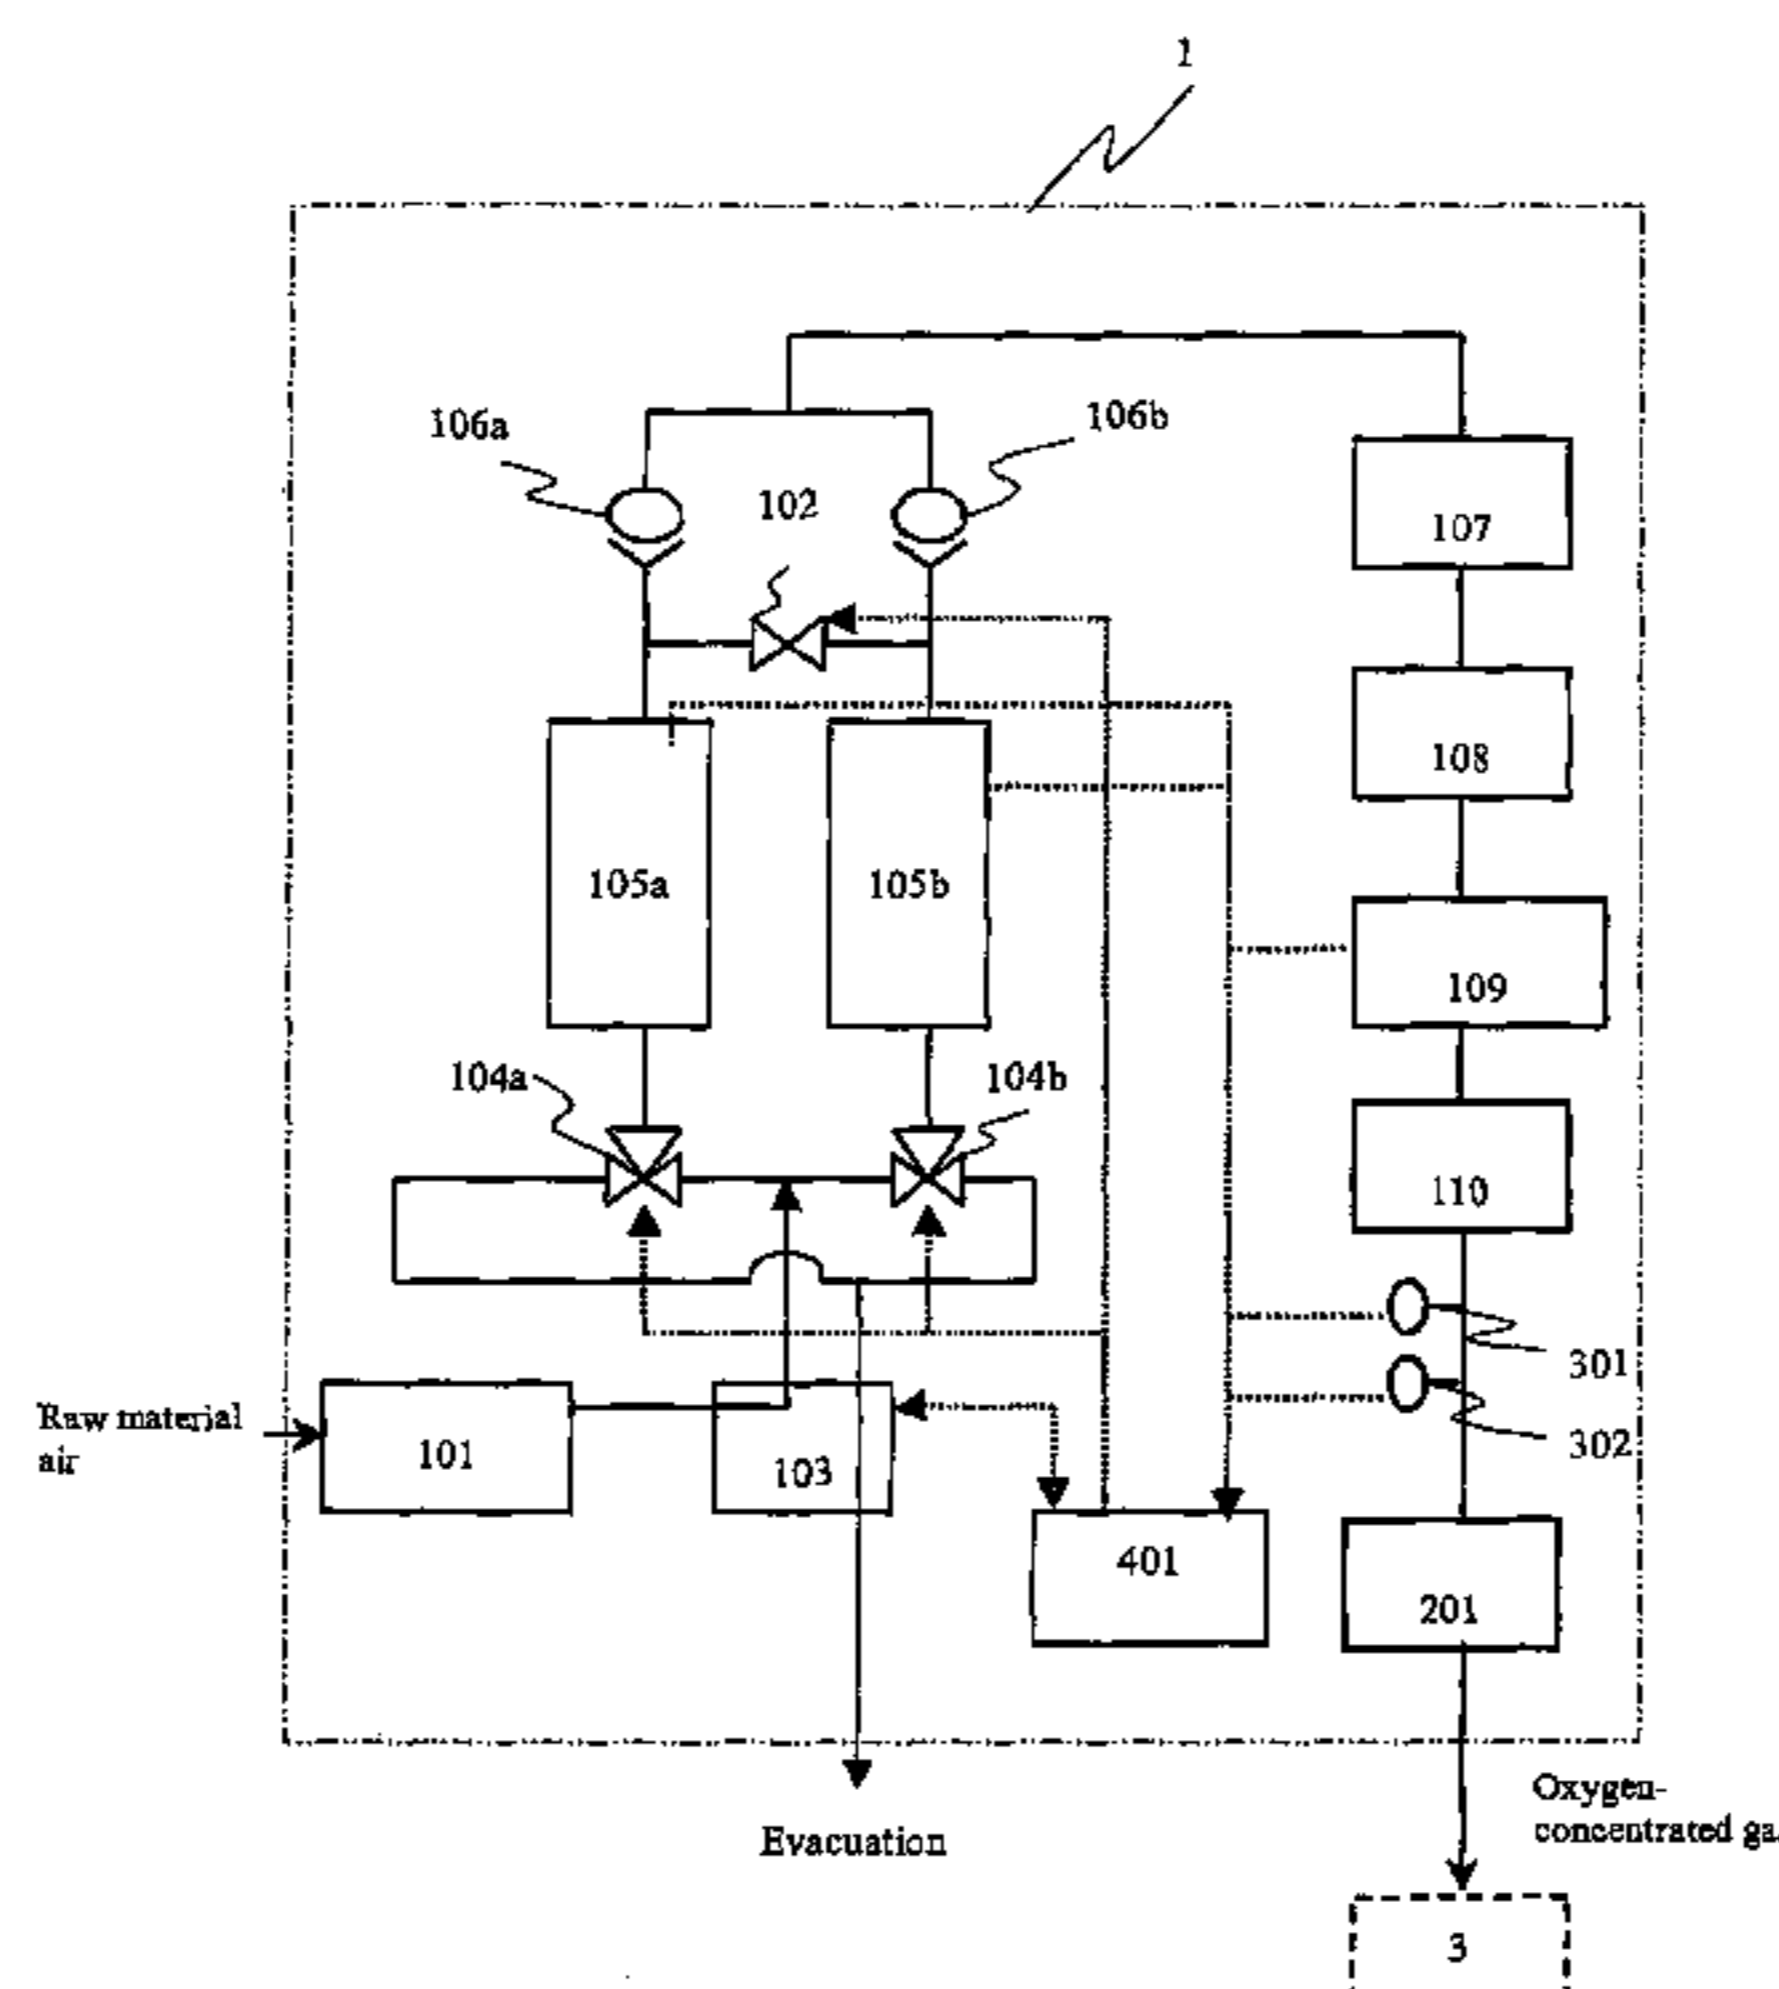 1
106a
106b
102
107
108
105a
105b
109
104a
104b
110
301
Raw material
air
101
103
302
401
201
Oxygen-
concentrated ga
Evacuation
3